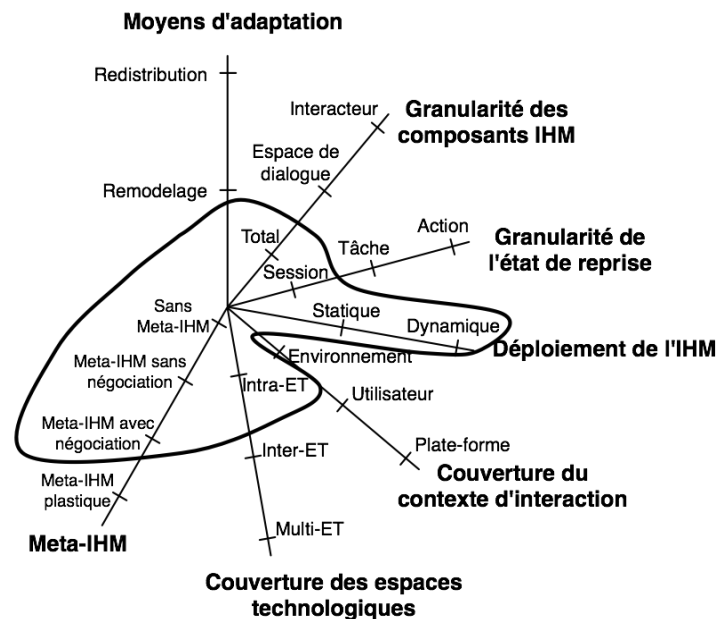 Moyens d'adaptation
Redistribution
Remodelage
Interacteur
Espace de
dialogue
Total
Granularité des
composants IHM
Action
Tâche
Session
Granularité de
l'état de reprise
Statique
Dynamique
Déploiement de l'IHM
Environnement
Utilisateur
Plate-forme
Couverture du
contexte d'interaction
Intra-ET
Inter-ET
Multi-ET
Couverture des espaces
technologiques
Sans
Meta-IHM
Meta-IHM sans
négociation
Meta-IHM avec
négociation
Meta-IHM
plastique
Meta-IHM